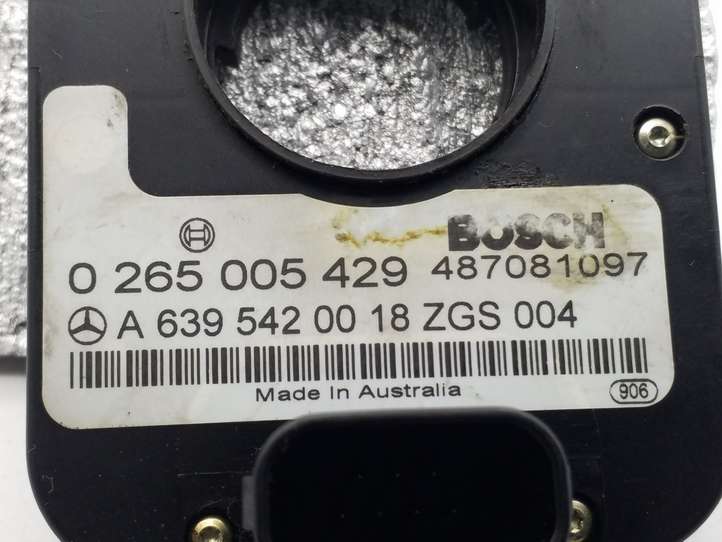 BOSCH
0 265 005 429 487081097
A 639 542 00 18 ZGS 004
Made In Australia
906